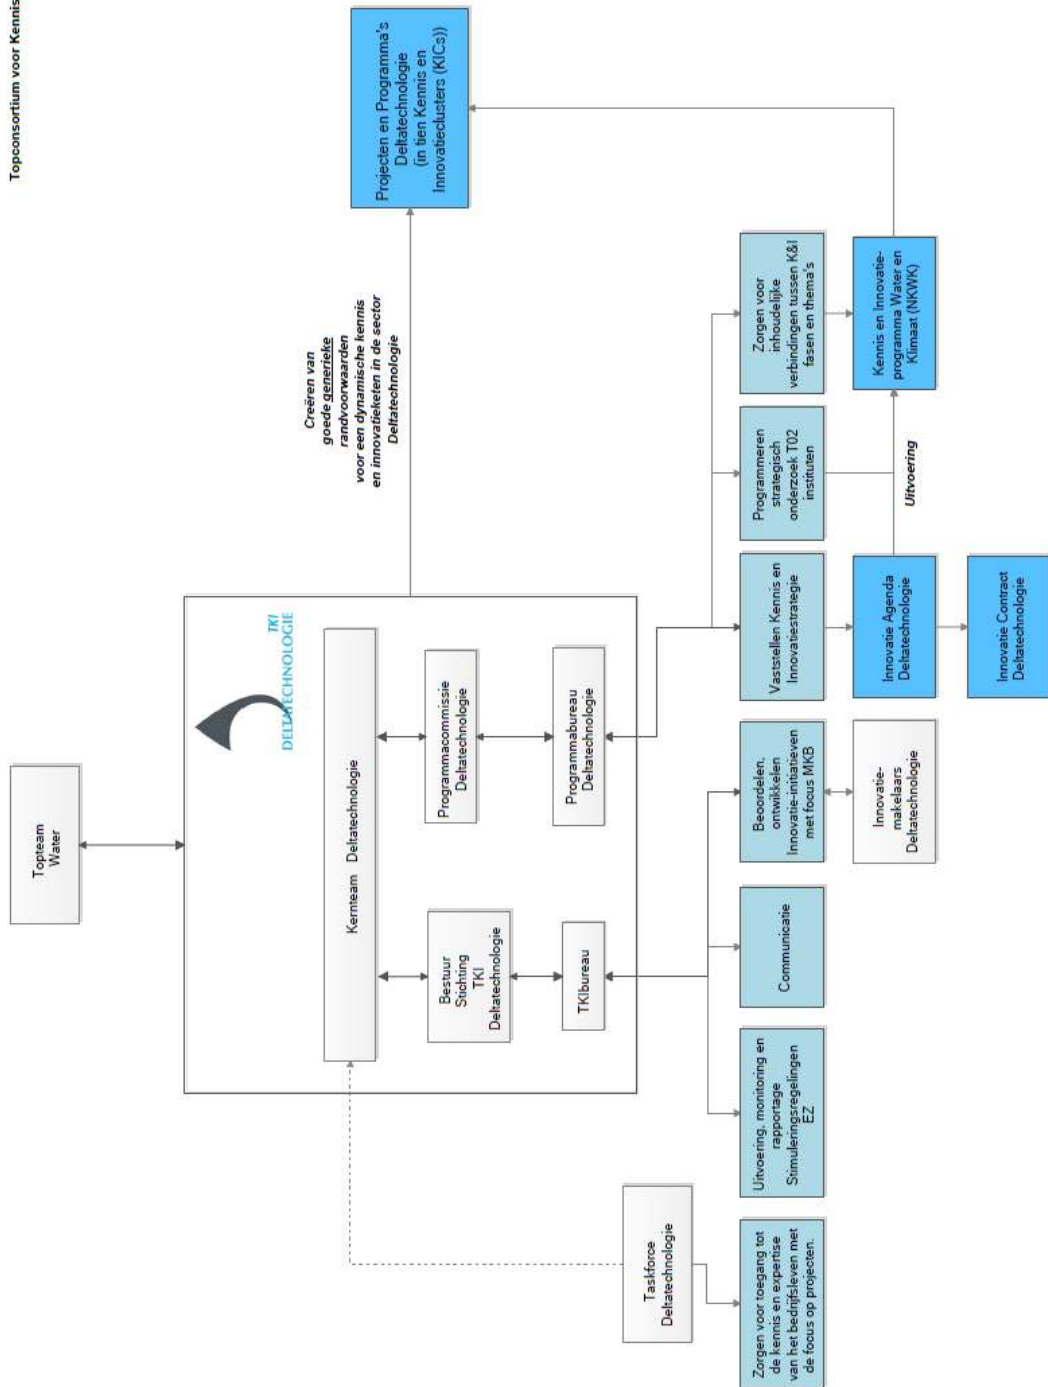 Topconsortium voor Kennis
Topteam
Water
TKI
DELTATECHNOLOGIE
Kernteam Deltatechnologie
Bestuur
Stichting
TKI
Deltatechnologie
Programmacommissie
Deltatechnologie
TKIbureau
Programmabureau
Deltatechnologie
Creëren van
goede generieke
randvoorwaarden
voor een dynamische kennis
en innovatieketen in de sector
Deltatechnologie
Projecten en Programma's
Deltatechnologie
(in tien Kennis en
Innovatieclusters (KICs))
Taskforce
Deltatechnologie
Zorgen voor toegang tot
de kennis en expertise
van het bedrijfsleven met
de focus op projecten.
Uitvoering, monitoring en
rapportage
Stimuleringsregelingen
EZ
Communicatie
Beoordelen,
ontwikkelen
Innovatie-initiatieven
met focus MKB
Vaststellen Kennis en
Innovatiestrategie
Programmeren
strategisch
onderzoek T02
instituten
Zorgen voor
inhoudelijke
verbindingen tussen K&I
fasen en thema's
Innovatie-
makelaars
Deltatechnologie
Innovatie Agenda
Deltatechnologie
Uitvoering
Kennis en Innovatie-
programma Water en
Klimaat (NKWK)
Innovatie Contract
Deltatechnologie